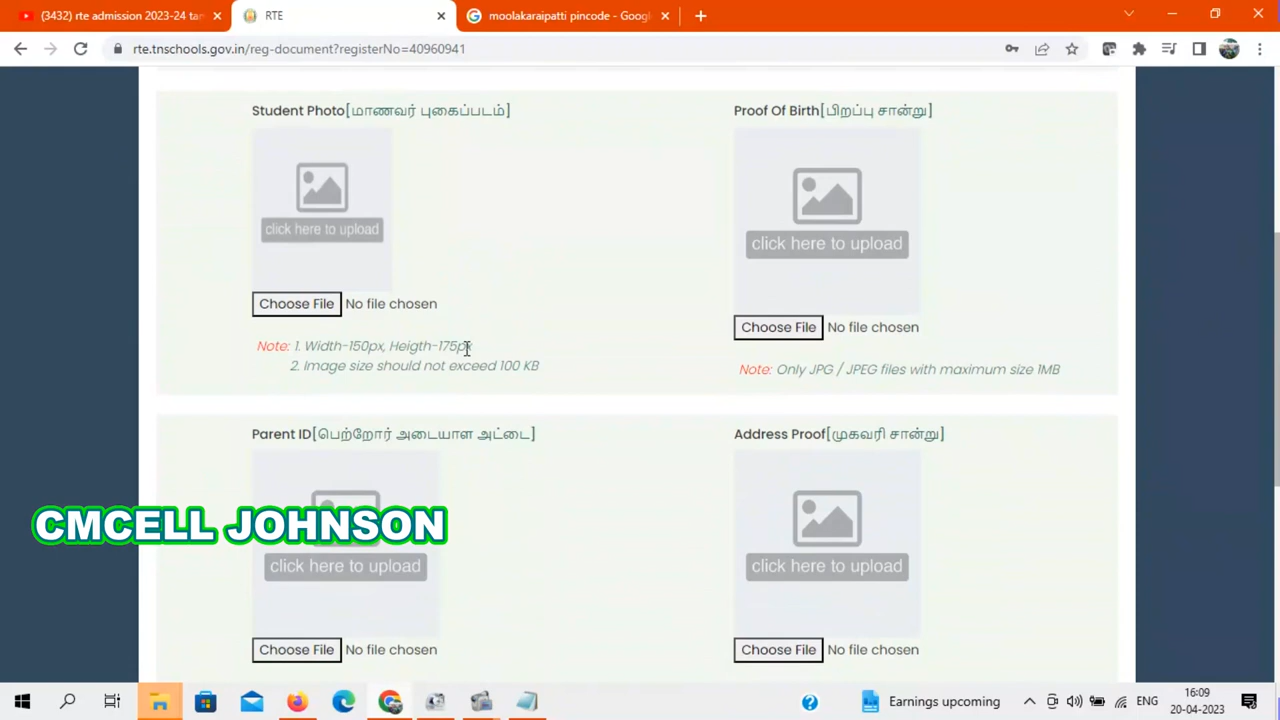 (3432) rte admission 2023-24 tar
RTE
moolakaraipatti pincode - Goog
rte.tnschools.gov.in/reg-document?registerNo=40960941
Student Photo[மாணவர் புகைப்படம்]
Proof Of Birth[பிறப்பு சான்று]
click here to upload
click here to upload
Choose File No file chosen
Choose File No file chosen
Note: 1. Width-150px, Heigth-175px
2. Image size should not exceed 100 KB
Note: Only JPG / JPEG files with maximum size 1MB
Parent ID[பெற்றோர் அடையாள அட்டை]
Address Proof[முகவரி சான்று]
CMCELL JOHNSON
click here to upload
click here to upload
Choose File No file chosen
Choose File No file chosen
Earnings upcoming
ENG
16:09
20-04-2023